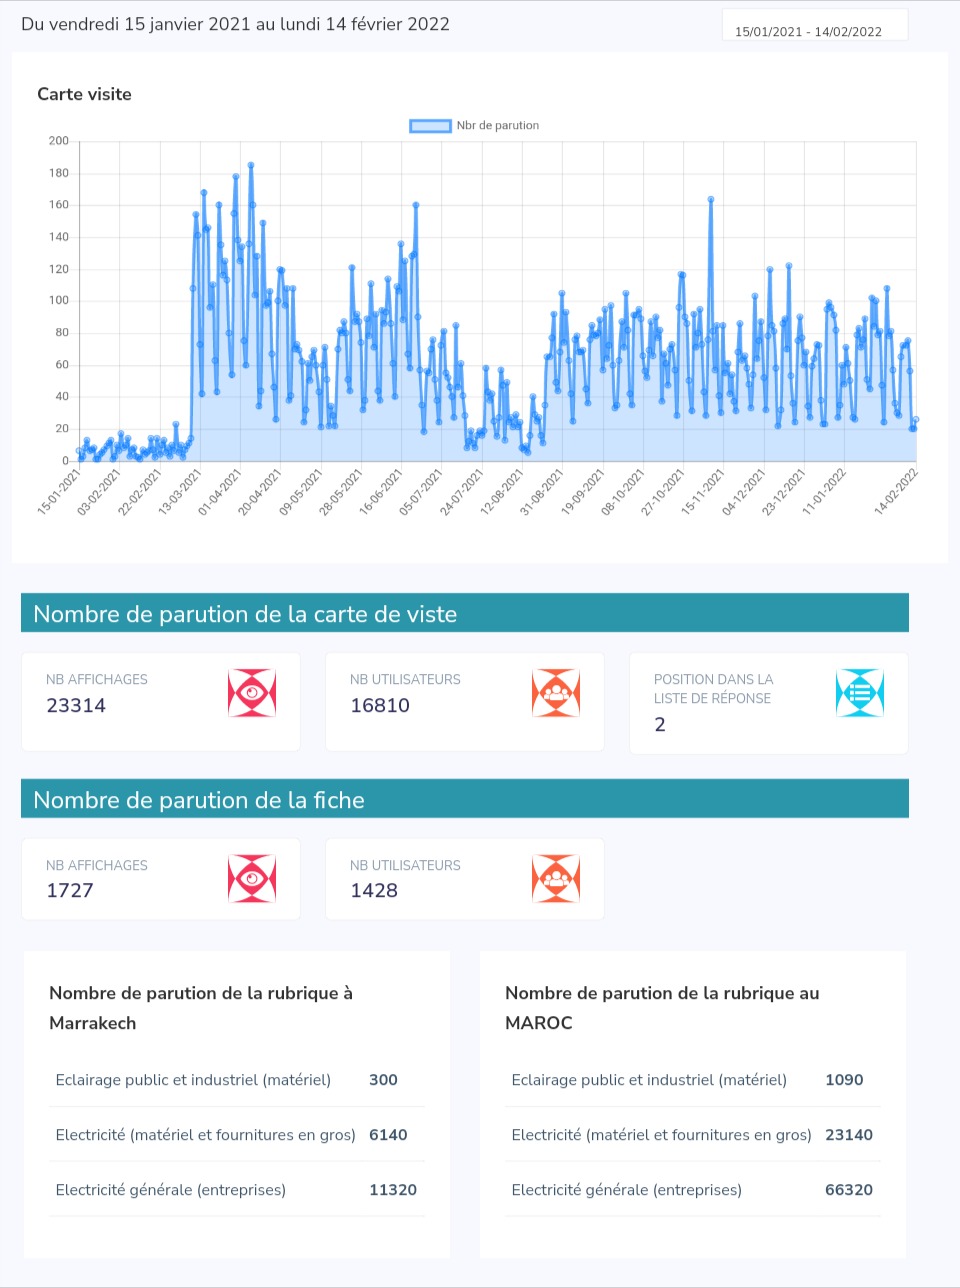 Du vendredi 15 janvier 2021 au lundi 14 février 2022
15/01/2021 - 14/02/2022
Carte visite
Nbr de parution
200
180
160
140
120
100
80
60
40
20
0
15-01-2021
03-02-2021
22-02-2021
13-03-2021
01-04-2021
20-04-2021
09-05-2021
28-05-2021
16-06-2021
05-07-2021
24-07-2021
12-08-2021
31-08-2021
19-09-2021
08-10-2021
27-10-2021
15-11-2021
04-12-2021
23-12-2021
11-01-2022
14-02-2022
Nombre de parution de la carte de viste
NB AFFICHAGES
23314
NB UTILISATEURS
16810
POSITION DANS LA
LISTE DE RÉPONSE
2
Nombre de parution de la fiche
NB AFFICHAGES
1727
NB UTILISATEURS
1428
Nombre de parution de la rubrique à
Marrakech
Eclairage public et industriel (matériel) 300
Electricité (matériel et fournitures en gros) 6140
Electricité générale (entreprises) 11320
Nombre de parution de la rubrique au
MAROC
Eclairage public et industriel (matériel) 1090
Electricité (matériel et fournitures en gros) 23140
Electricité générale (entreprises) 66320